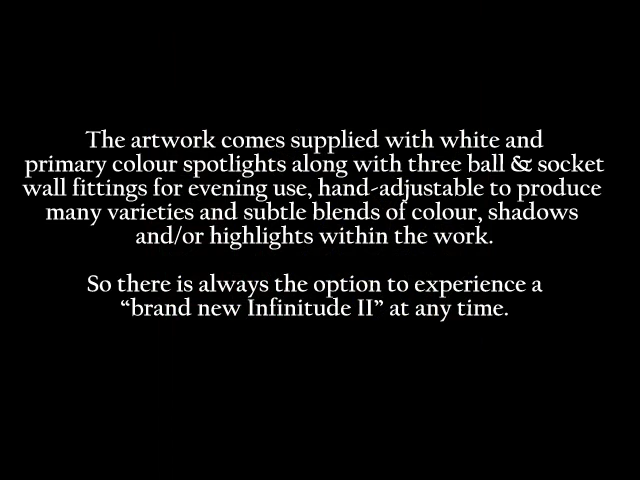 The artwork comes supplied with white and
primary colour spotlights along with three ball & socket
wall fittings for evening use, hand-adjustable to produce
many varieties and subtle blends of colour, shadows
and/or highlights within the work.
So there is always the option to experience a
“brand new Infinitude II” at any time.